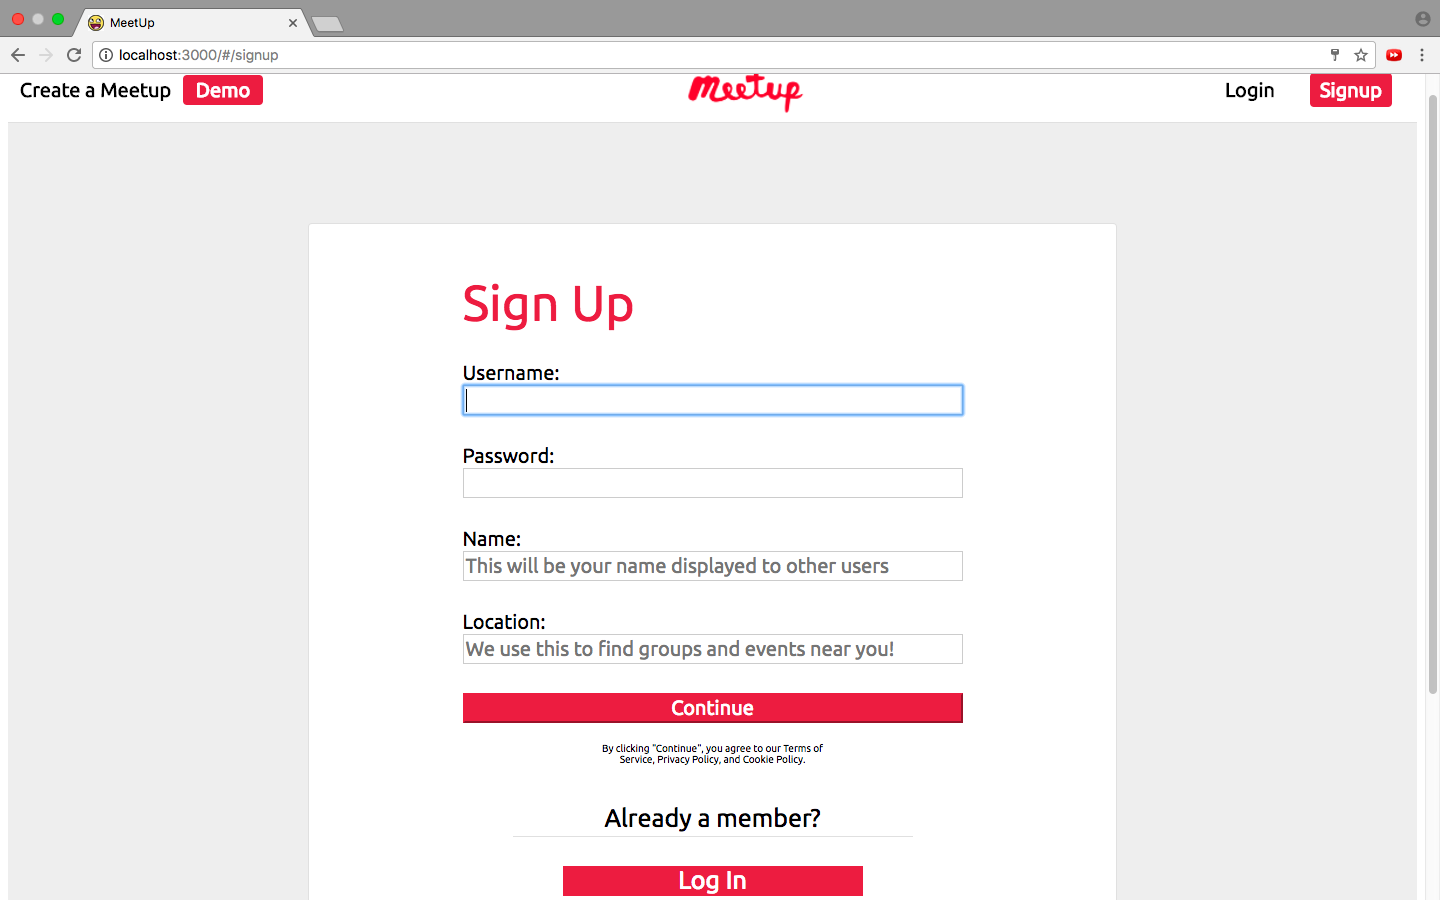 MeetUp
localhost:3000/#/signup
Create a Meetup Demo Meetup Login Signup
Sign Up
Username:
Password:
Name:
This will be your name displayed to other users
Location:
We use this to find groups and events near you!
Continue
By clicking "Continue", you agree to our Terms of
Service, Privacy Policy, and Cookie Policy.
Already a member?
Log In